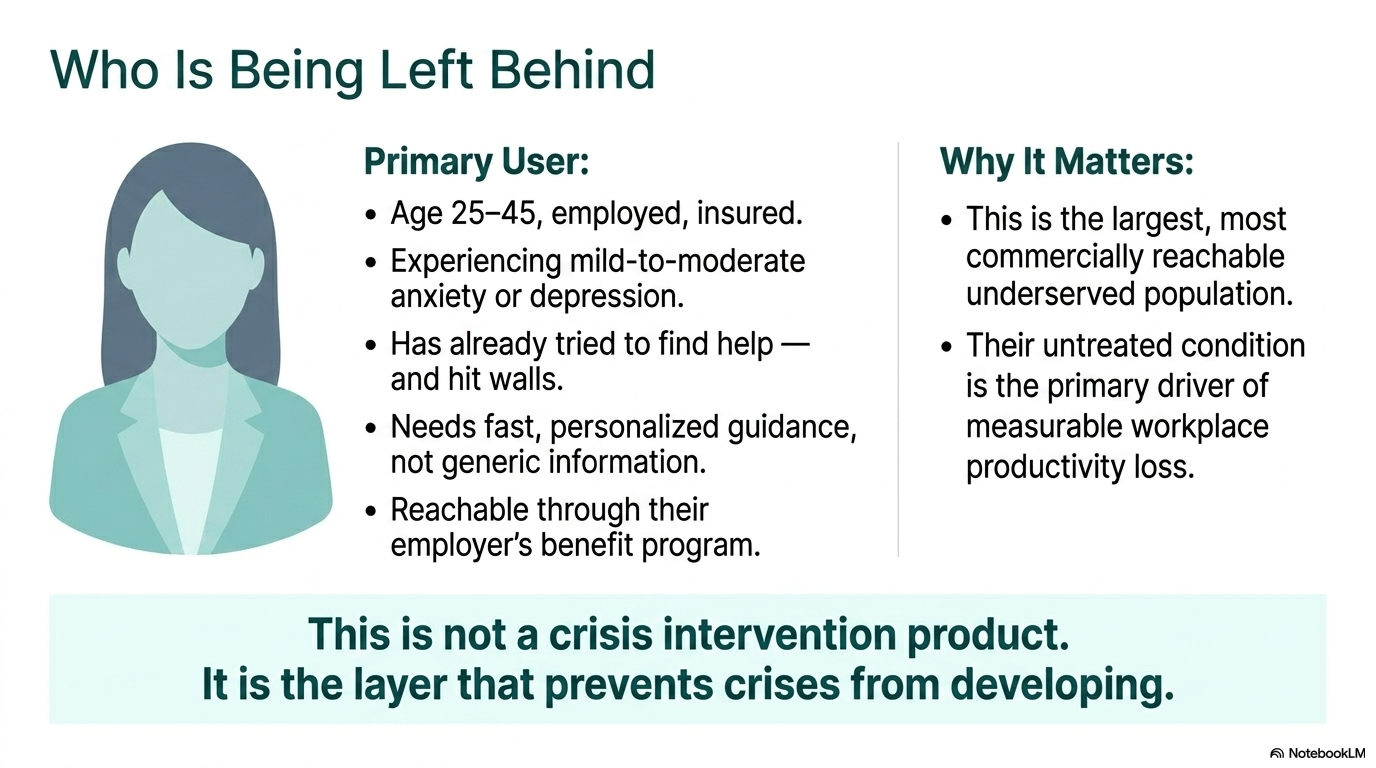 Who Is Being Left Behind
Primary User:
• Age 25–45, employed, insured.
• Experiencing mild-to-moderate
anxiety or depression.
• Has already tried to find help —
and hit walls.
• Needs fast, personalized guidance,
not generic information.
• Reachable through their
employer’s benefit program.
Why It Matters:
• This is the largest, most
commercially reachable
underserved population.
• Their untreated condition
is the primary driver of
measurable workplace
productivity loss.
This is not a crisis intervention product.
It is the layer that prevents crises from developing.
NotebookLM